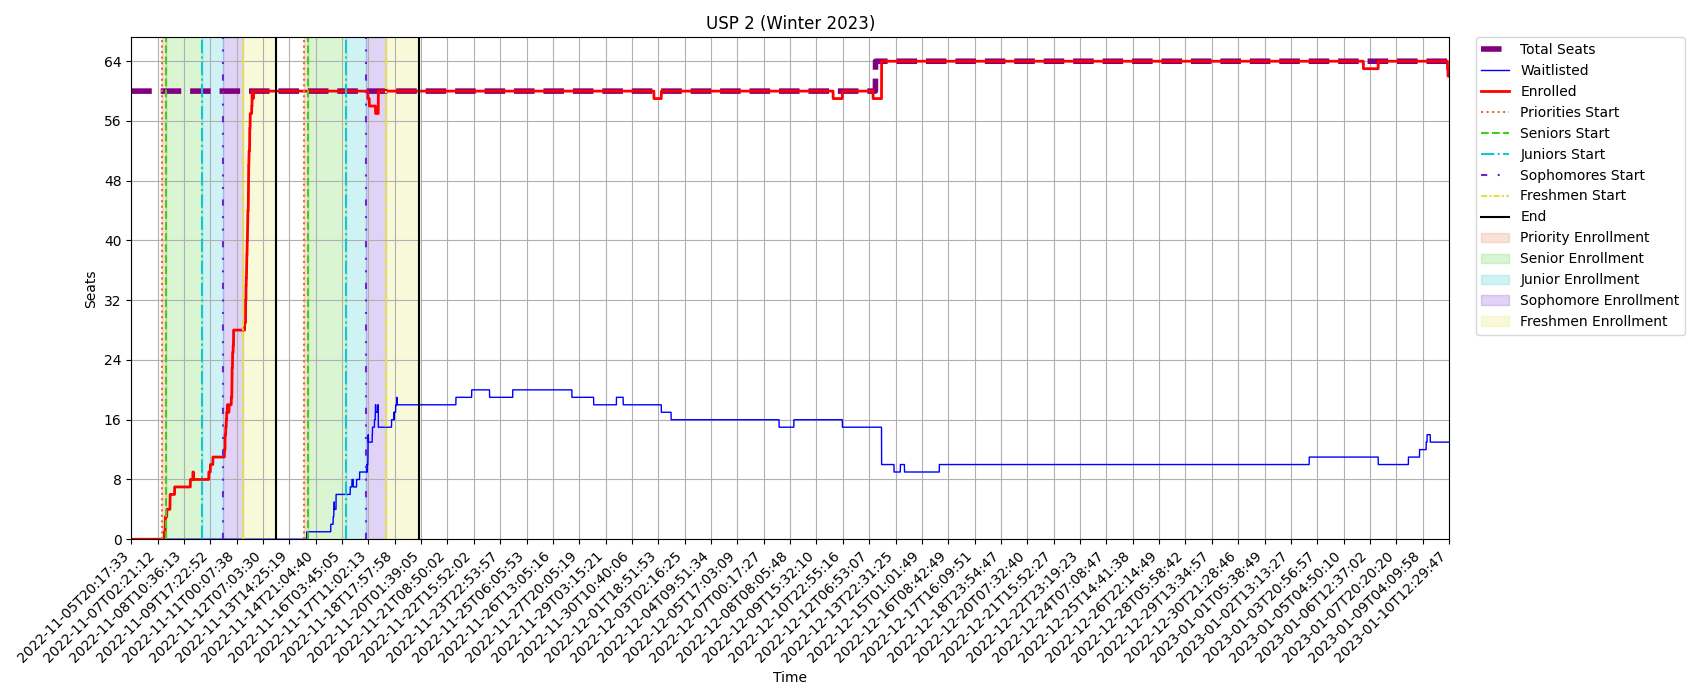 USP 2 (Winter 2023)
Seats
64
56
48
40
32
24
16
8
0
2022-11-05T20:17:33
2022-11-07T02:21:12
2022-11-08T10:36:13
2022-11-09T17:22:52
2022-11-11T00:07:38
2022-11-12T07:03:30
2022-11-13T14:25:19
2022-11-14T21:04:40
2022-11-16T03:45:05
2022-11-17T11:02:13
2022-11-18T17:57:58
2022-11-20T01:39:05
2022-11-21T08:50:02
2022-11-22T15:52:02
2022-11-23T22:53:57
2022-11-25T06:05:53
2022-11-26T13:05:16
2022-11-27T20:05:19
2022-11-29T03:15:21
2022-11-30T10:40:06
2022-12-01T18:51:53
2022-12-03T02:16:25
2022-12-04T09:51:34
2022-12-05T17:03:09
2022-12-07T00:17:27
2022-12-08T08:05:48
2022-12-09T15:32:10
2022-12-10T22:55:16
2022-12-12T06:53:07
2022-12-13T22:31:25
2022-12-15T01:01:49
2022-12-16T08:42:49
2022-12-17T16:09:51
2022-12-18T23:54:47
2022-12-20T07:32:40
2022-12-21T15:52:27
2022-12-22T23:19:23
2022-12-24T07:08:47
2022-12-25T14:41:38
2022-12-26T22:14:49
2022-12-28T05:58:42
2022-12-29T13:34:57
2022-12-30T21:28:46
2023-01-01T05:38:49
2023-01-02T13:13:27
2023-01-03T20:56:57
2023-01-05T04:50:10
2023-01-06T12:37:02
2023-01-07T20:20:20
2023-01-09T04:09:58
2023-01-10T12:29:47
Time
Total Seats
Waitlisted
Enrolled
Priorities Start
Seniors Start
Juniors Start
Sophomores Start
Freshmen Start
End
Priority Enrollment
Senior Enrollment
Junior Enrollment
Sophomore Enrollment
Freshmen Enrollment